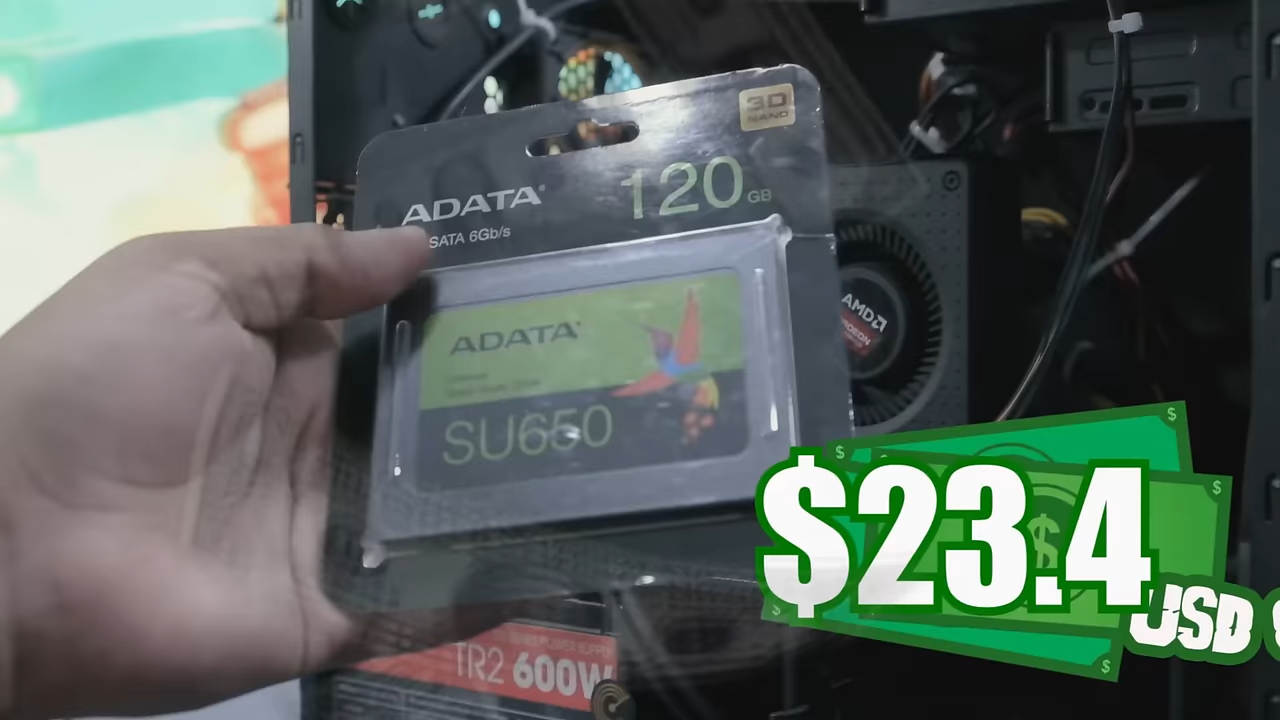 3D
NAND
ADATA
120 GB
SATA 6Gb/s
ADATA
SU650
AMD
RADEON
$23.4
USD
TR2 600W